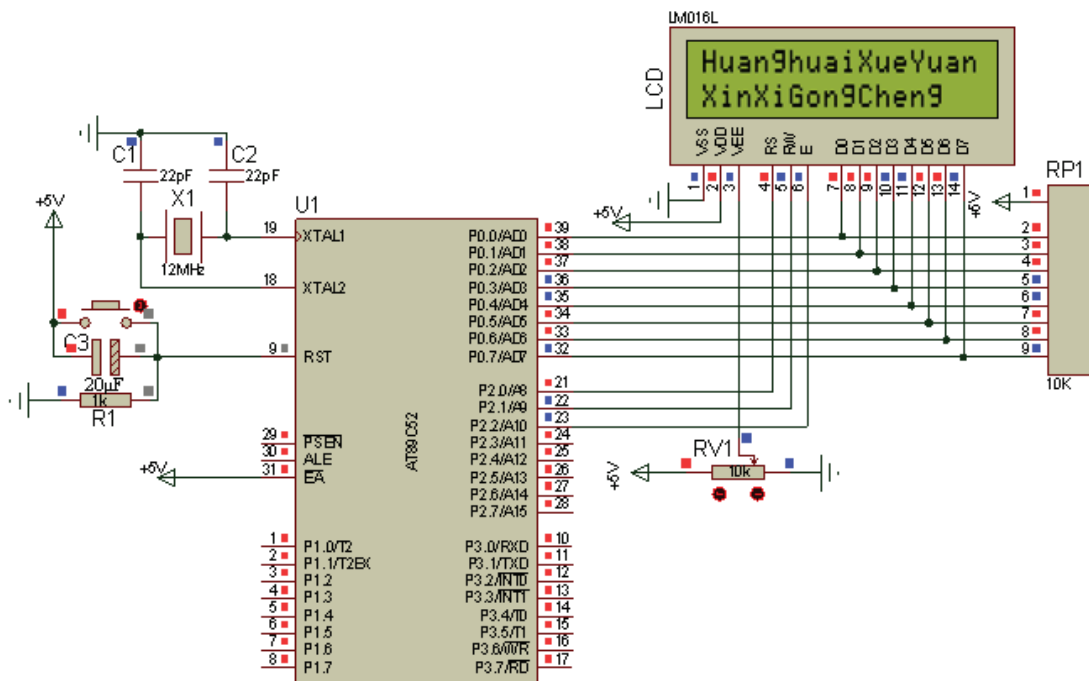 LM016L
LCD
HuanghuaiXueYuan
XinXiGongCheng
VSS VDD VEE RS RW E D0 D1 D2 D3 D4 D5 D6 D7
1 2 3 4 5 6 7 8 9 10 11 12 13 14
+5V
+5V
RP1
1
2
3
4
5
6
7
8
9
10K
C1
22pF
C2
22pF
X1
12MHz
+5V
C3
20µF
1k
R1
U1
AT89C52
19 XTAL1
18 XTAL2
9 RST
29 PSEN
30 ALE
31 EA
+5V
1 P1.0/T2
2 P1.1/T2EX
3 P1.2
4 P1.3
5 P1.4
6 P1.5
7 P1.6
8 P1.7
P0.0/AD0 39
P0.1/AD1 38
P0.2/AD2 37
P0.3/AD3 36
P0.4/AD4 35
P0.5/AD5 34
P0.6/AD6 33
P0.7/AD7 32
P2.0/A8 21
P2.1/A9 22
P2.2/A10 23
P2.3/A11 24
P2.4/A12 25
P2.5/A13 26
P2.6/A14 27
P2.7/A15 28
P3.0/RXD 10
P3.1/TXD 11
P3.2/INT0 12
P3.3/INT1 13
P3.4/T0 14
P3.5/T1 15
P3.6/WR 16
P3.7/RD 17
RV1
+5V
10k